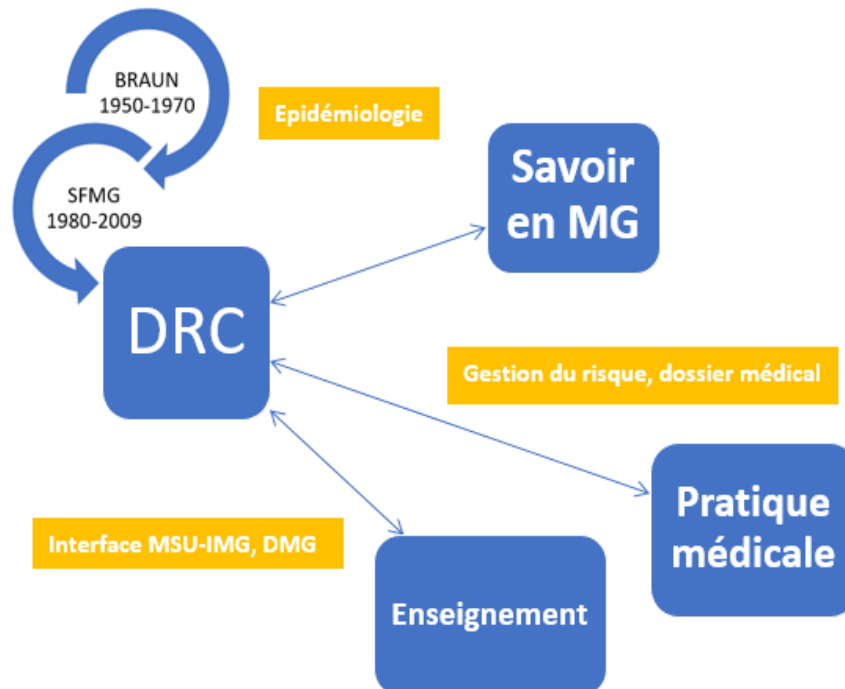 BRAUN
1950-1970
Epidémiologie
SFMG
1980-2009
Savoir
en MG
DRC
Gestion du risque, dossier médical
Pratique
médicale
Interface MSU-IMG, DMG
Enseignement